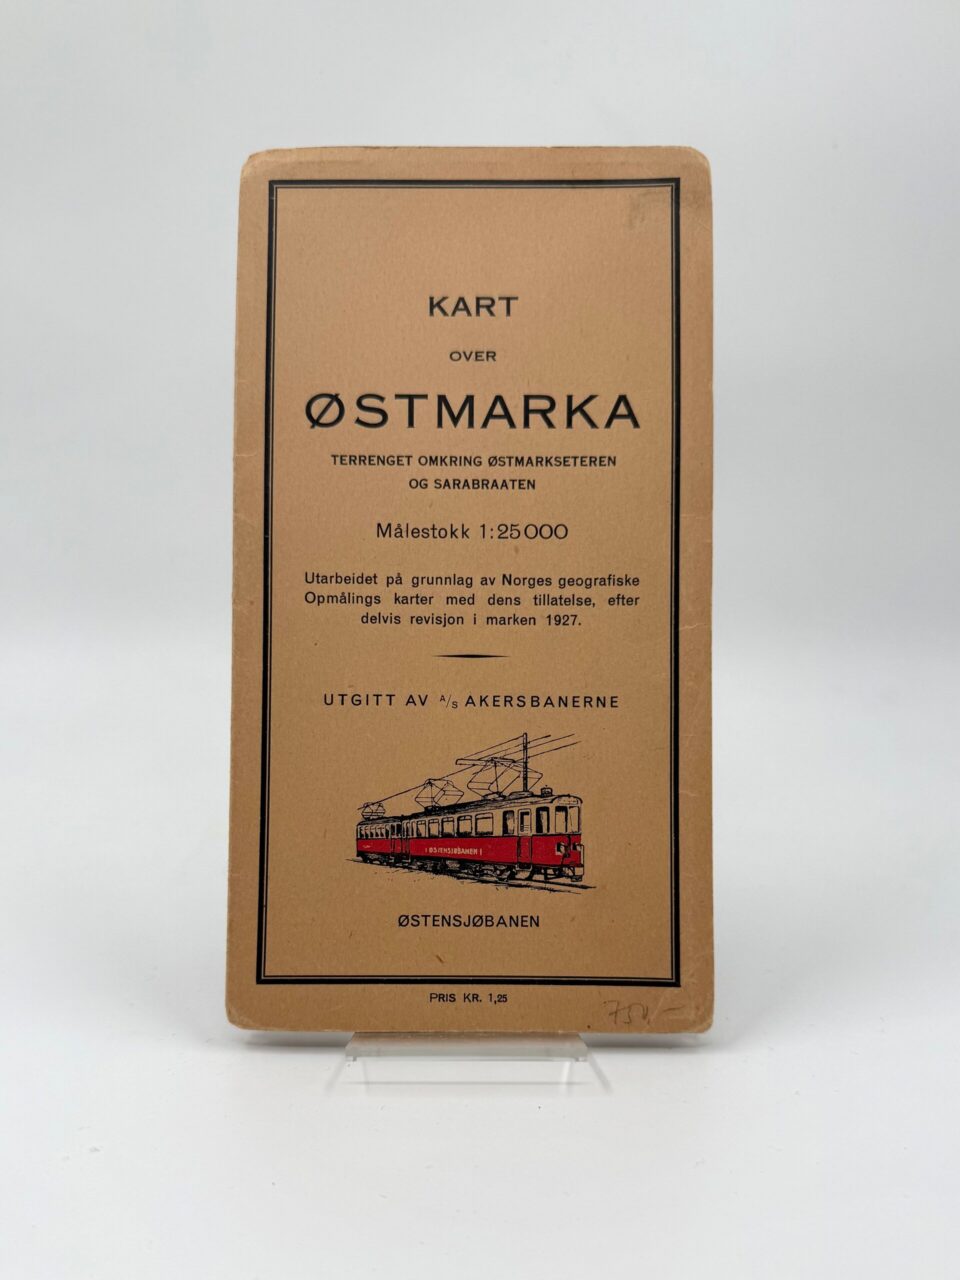 KART
OVER
ØSTMARKA
TERRENGET OMKRING ØSTMARKSETEREN
OG SARABRAATEN
Målestokk 1:25000
Utarbeidet på grunnlag av Norges geografiske
Opmålings karter med dens tillatelse, efter
delvis revisjon i marken 1927.
UTGITT AV A/S AKERSBANERNE
ØSTENSJØBANEN
ØSTENSJØBANEN
PRIS KR. 1,25
750,-